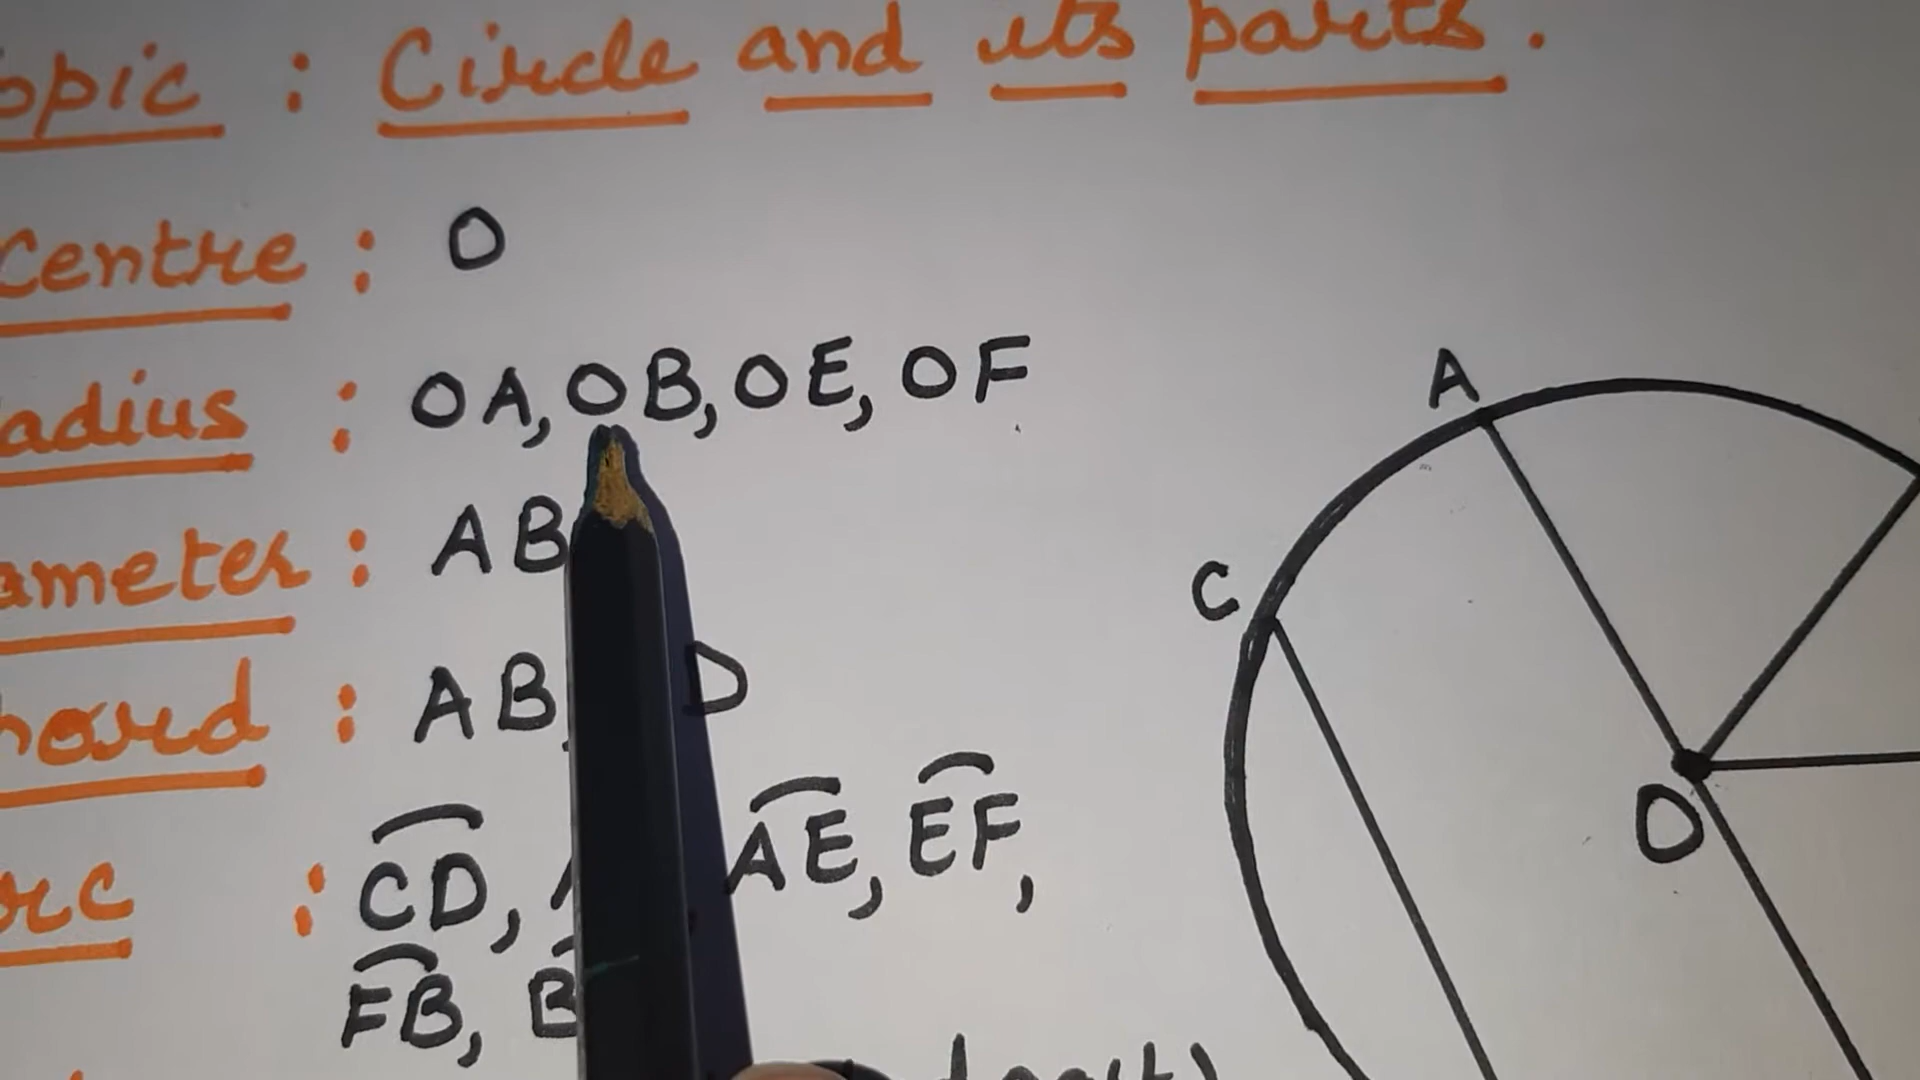 opic : Circle and its parts.
Centre : O
adius : OA, OB, OE, OF
ameter : AB
hord : AB, D
arc : CD, AE, EF,
FB, B
A
C
O